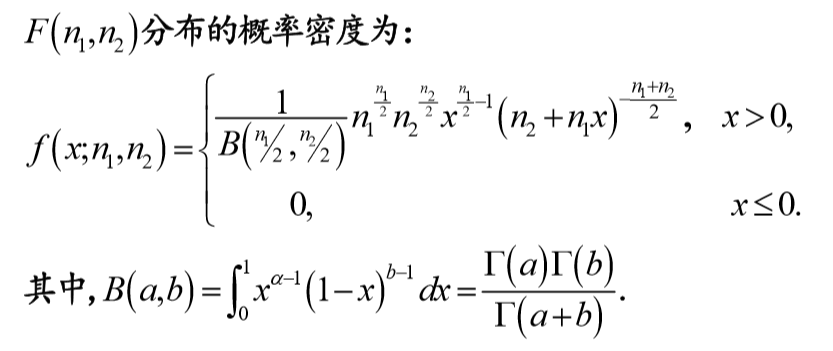 F(n₁,n₂)分布的概率密度为：
f(x;n₁,n₂)={ 1/B(n₁/2,n₂/2) n₁^(n₁/2) n₂^(n₂/2) x^(n₁/2−1) (n₂+n₁x)^(−(n₁+n₂)/2), x>0,
0, x≤0.
其中,B(a,b)=∫₀¹x^(α−1)(1−x)^(b−1)dx=Γ(a)Γ(b)/Γ(a+b).